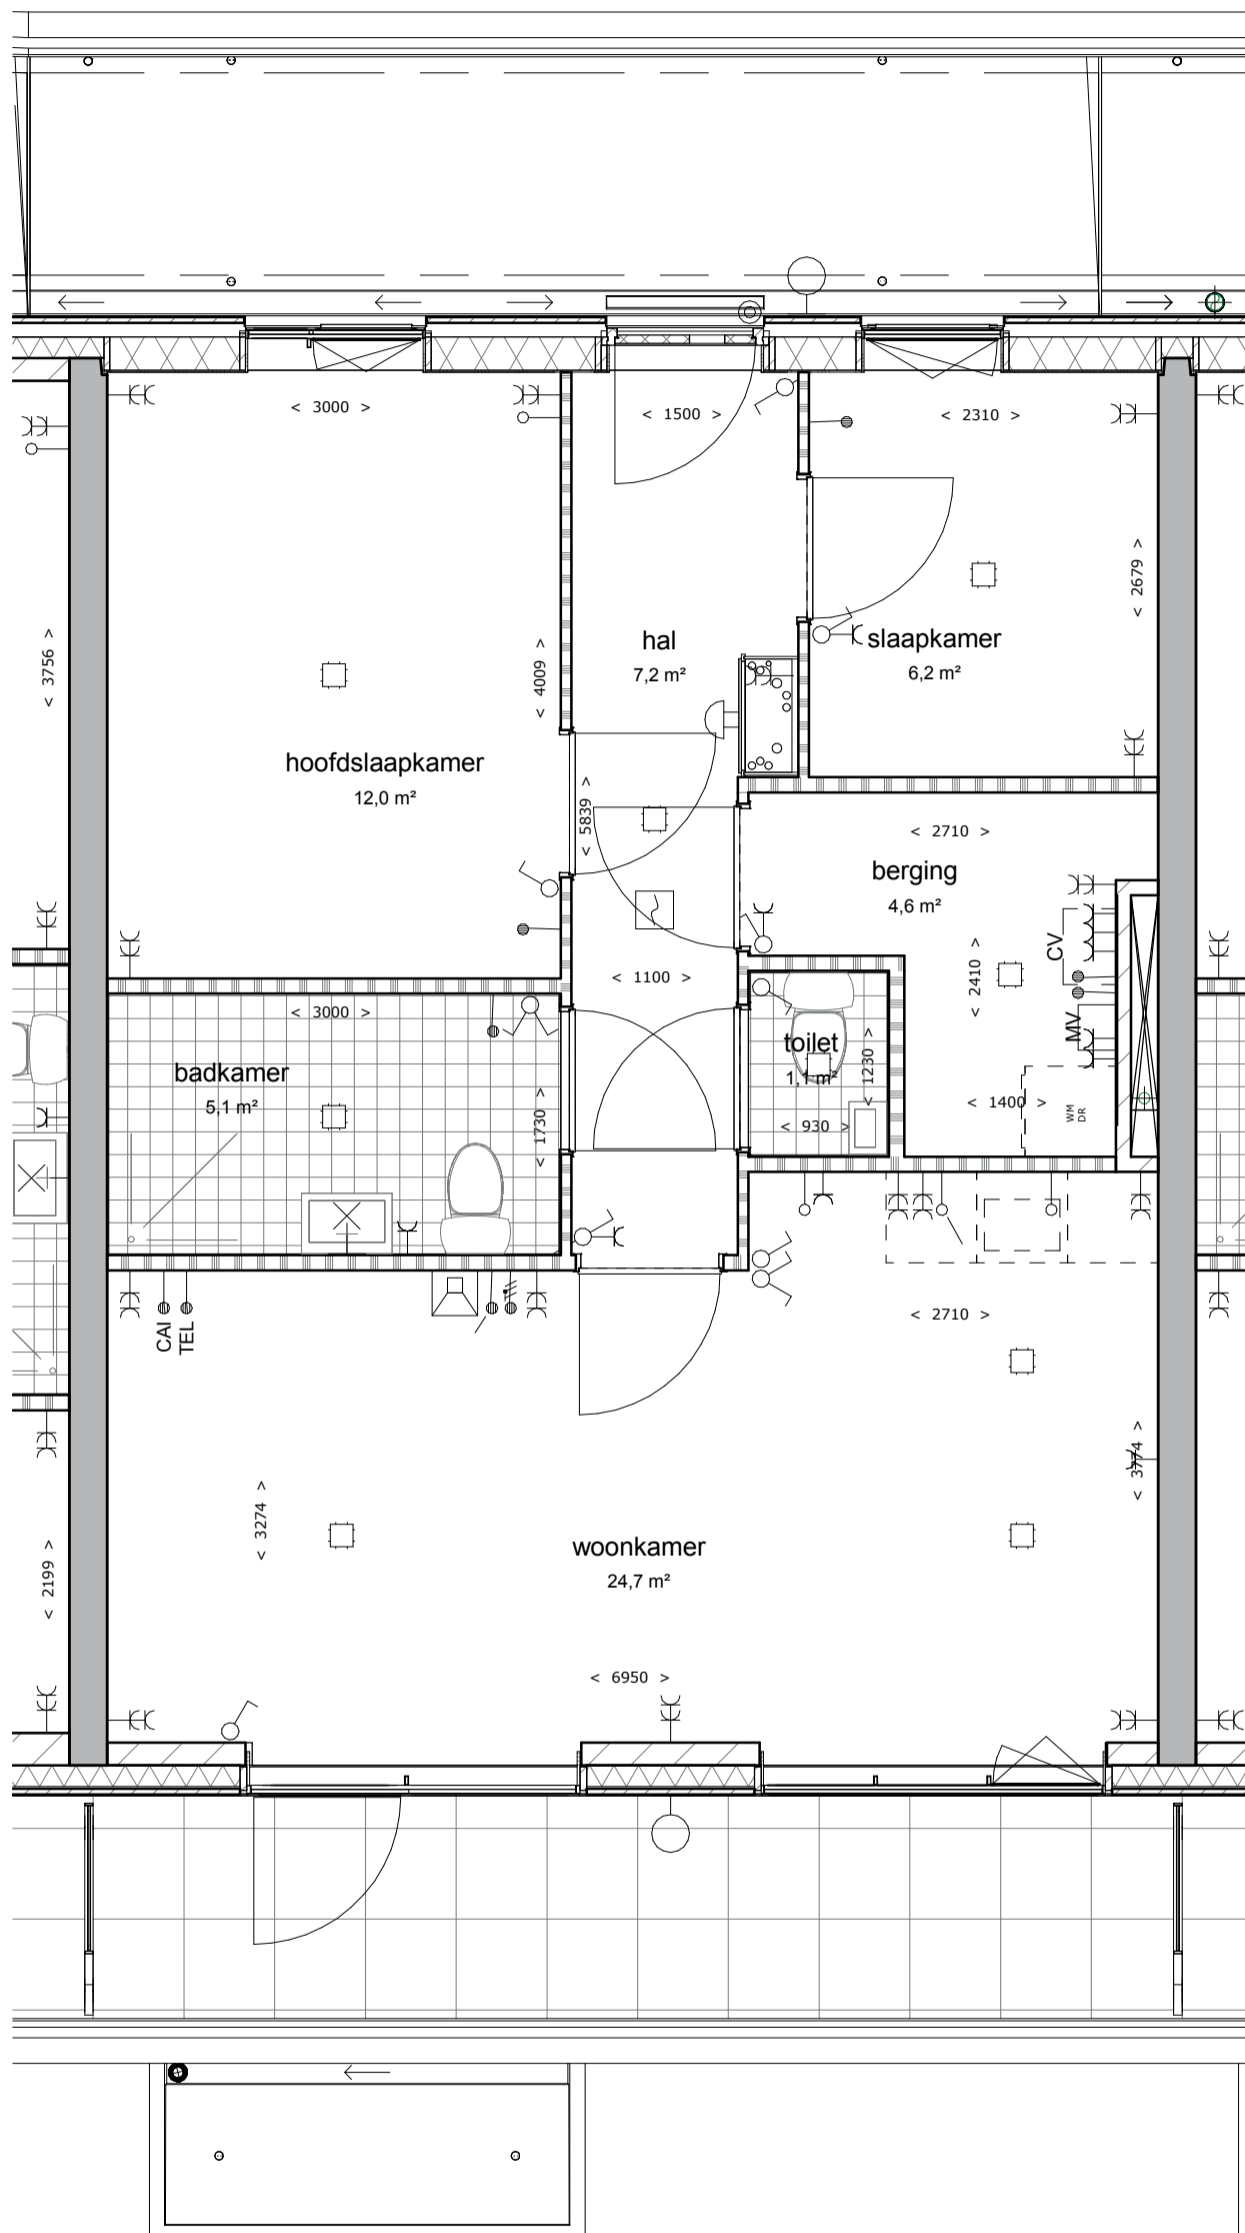 < 3000 >
< 1500 >
< 2310 >
< 2679 >
< 3756 >
< 4009 >
hal
7,2 m²
slaapkamer
6,2 m²
hoofdslaapkamer
12,0 m²
< 5839 >
< 2710 >
berging
4,6 m²
CV
< 2410 >
< 1100 >
< 3000 >
MV
toilet
1,1 m²
< 1230 >
badkamer
5,1 m²
< 1730 >
< 930 >
< 1400 >
WM
DR
CAI
TEL
< 2710 >
< 3774 >
< 3274 >
woonkamer
24,7 m²
< 2199 >
< 6950 >